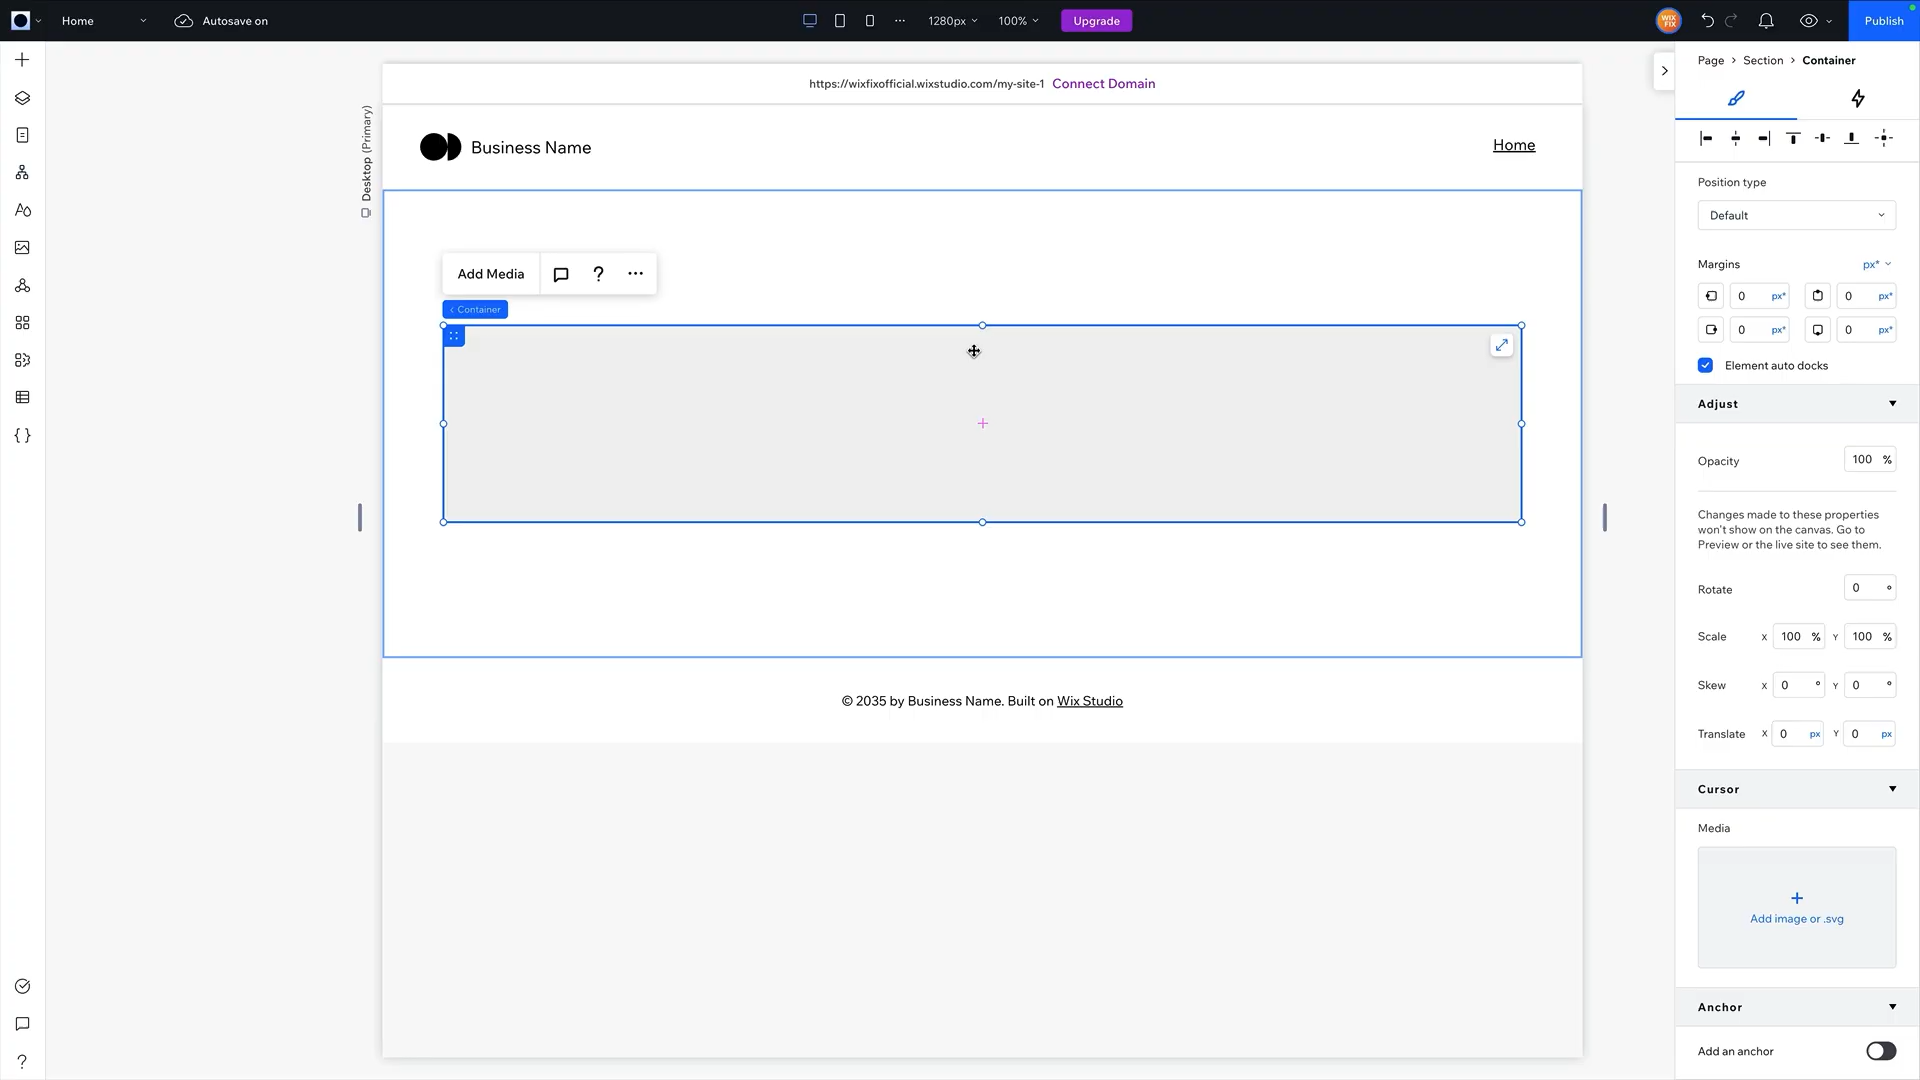 Home
Autosave on
1280px
100%
Upgrade
WIX
FIX
Publish
Desktop (Primary)
https://wixfixofficial.wixstudio.com/my-site-1 Connect Domain
Business Name
Home
Add Media
?
< Container
© 2035 by Business Name. Built on Wix Studio
Page > Section > Container
Position type
Default
Margins
px*
0 px* 0 px*
0 px* 0 px*
Element auto docks
Adjust
Opacity
100 %
Changes made to these properties
won't show on the canvas. Go to
Preview or the live site to see them.
Rotate
0 °
Scale X 100 % Y 100 %
Skew X 0 ° Y 0 °
Translate X 0 px Y 0 px
Cursor
Media
+
Add image or .svg
Anchor
Add an anchor
?